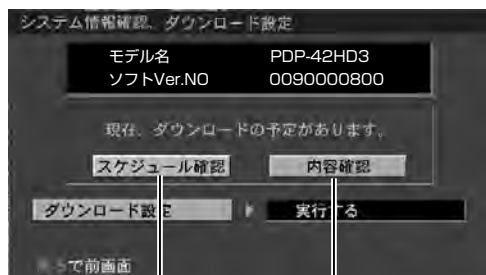 システム情報確認、ダウンロード設定
モデル名 PDP-42HD3
ソフトVer.NO 0090000800
現在、ダウンロードの予定があります。
スケジュール確認 内容確認
ダウンロード設定 実行する
で前画面